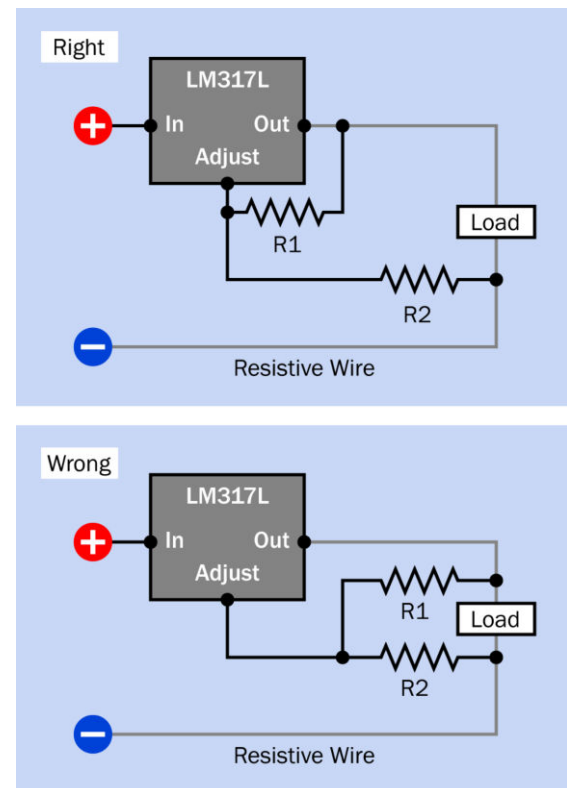 Right
LM317L
In Out
Adjust
R1
Load
R2
Resistive Wire
Wrong
LM317L
In Out
Adjust
R1
Load
R2
Resistive Wire